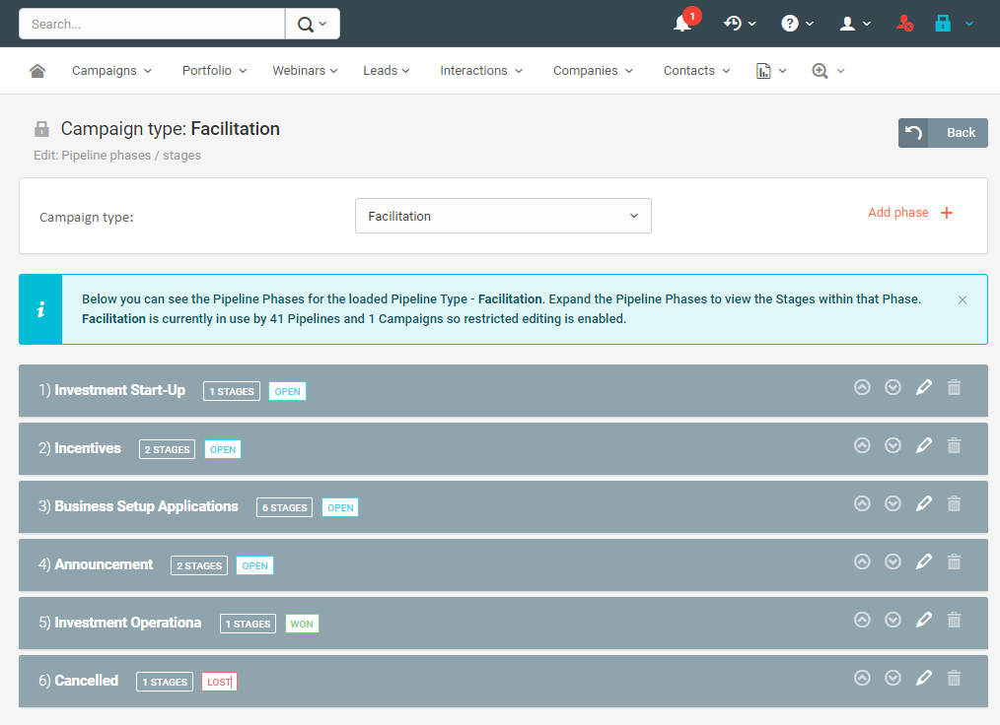 Search...
1
Campaigns Portfolio Webinars Leads Interactions Companies Contacts
Campaign type: Facilitation
Back
Edit: Pipeline phases / stages
Campaign type:
Facilitation
Add phase +
Below you can see the Pipeline Phases for the loaded Pipeline Type - Facilitation. Expand the Pipeline Phases to view the Stages within that Phase.
Facilitation is currently in use by 41 Pipelines and 1 Campaigns so restricted editing is enabled.
1) Investment Start-Up 1 STAGES OPEN
2) Incentives 2 STAGES OPEN
3) Business Setup Applications 6 STAGES OPEN
4) Announcement 2 STAGES OPEN
5) Investment Operationa 1 STAGES WON
6) Cancelled 1 STAGES LOST